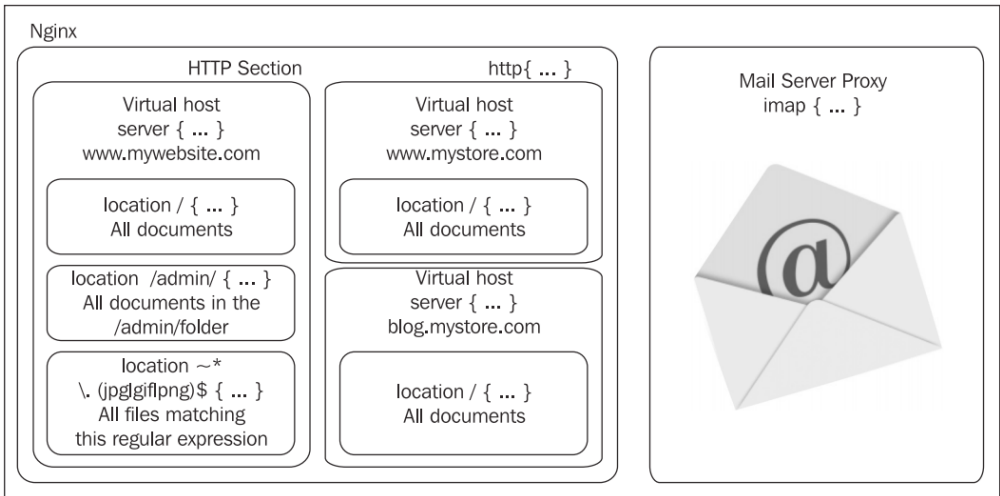 Nginx
HTTP Section
http{ ... }
Virtual host
server { ... }
www.mywebsite.com
location / { ... }
All documents
location /admin/ { ... }
All documents in the
/admin/folder
location ~*
\. (jpg|gif|png)$ { ... }
All files matching
this regular expression
Virtual host
server { ... }
www.mystore.com
location / { ... }
All documents
Virtual host
server { ... }
blog.mystore.com
location / { ... }
All documents
Mail Server Proxy
imap { ... }
@